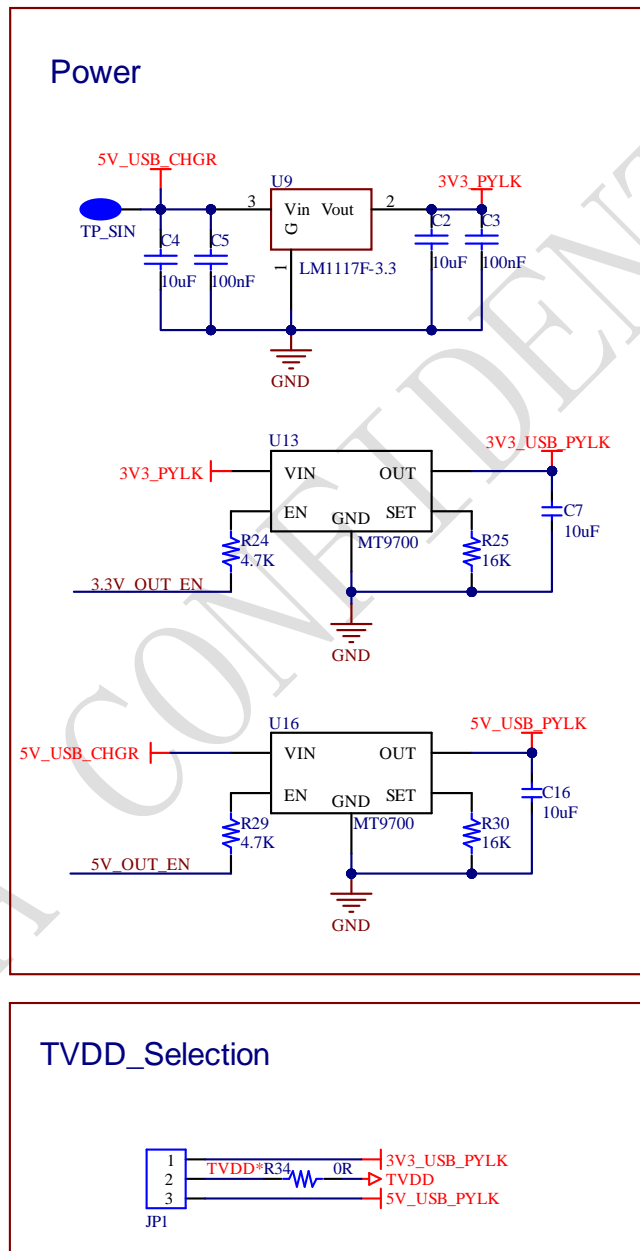 Power
5V_USB_CHGR
U9
3V3_PYLK
3 Vin Vout 2
TP_SIN
G
C4
C5
C2
C3
1
LM1117F-3.3
10uF
100nF
10uF
100nF
GND
U13
3V3_USB_PYLK
3V3_PYLK
VIN OUT
C7
10uF
EN GND SET
R24
4.7K
MT9700
R25
16K
3.3V_OUT_EN
GND
U16
5V_USB_PYLK
5V_USB_CHGR
VIN OUT
C16
10uF
EN GND SET
R29
4.7K
MT9700
R30
16K
5V_OUT_EN
GND
TVDD_Selection
1 3V3_USB_PYLK
2 TVDD* R34 0R TVDD
3 5V_USB_PYLK
JP1